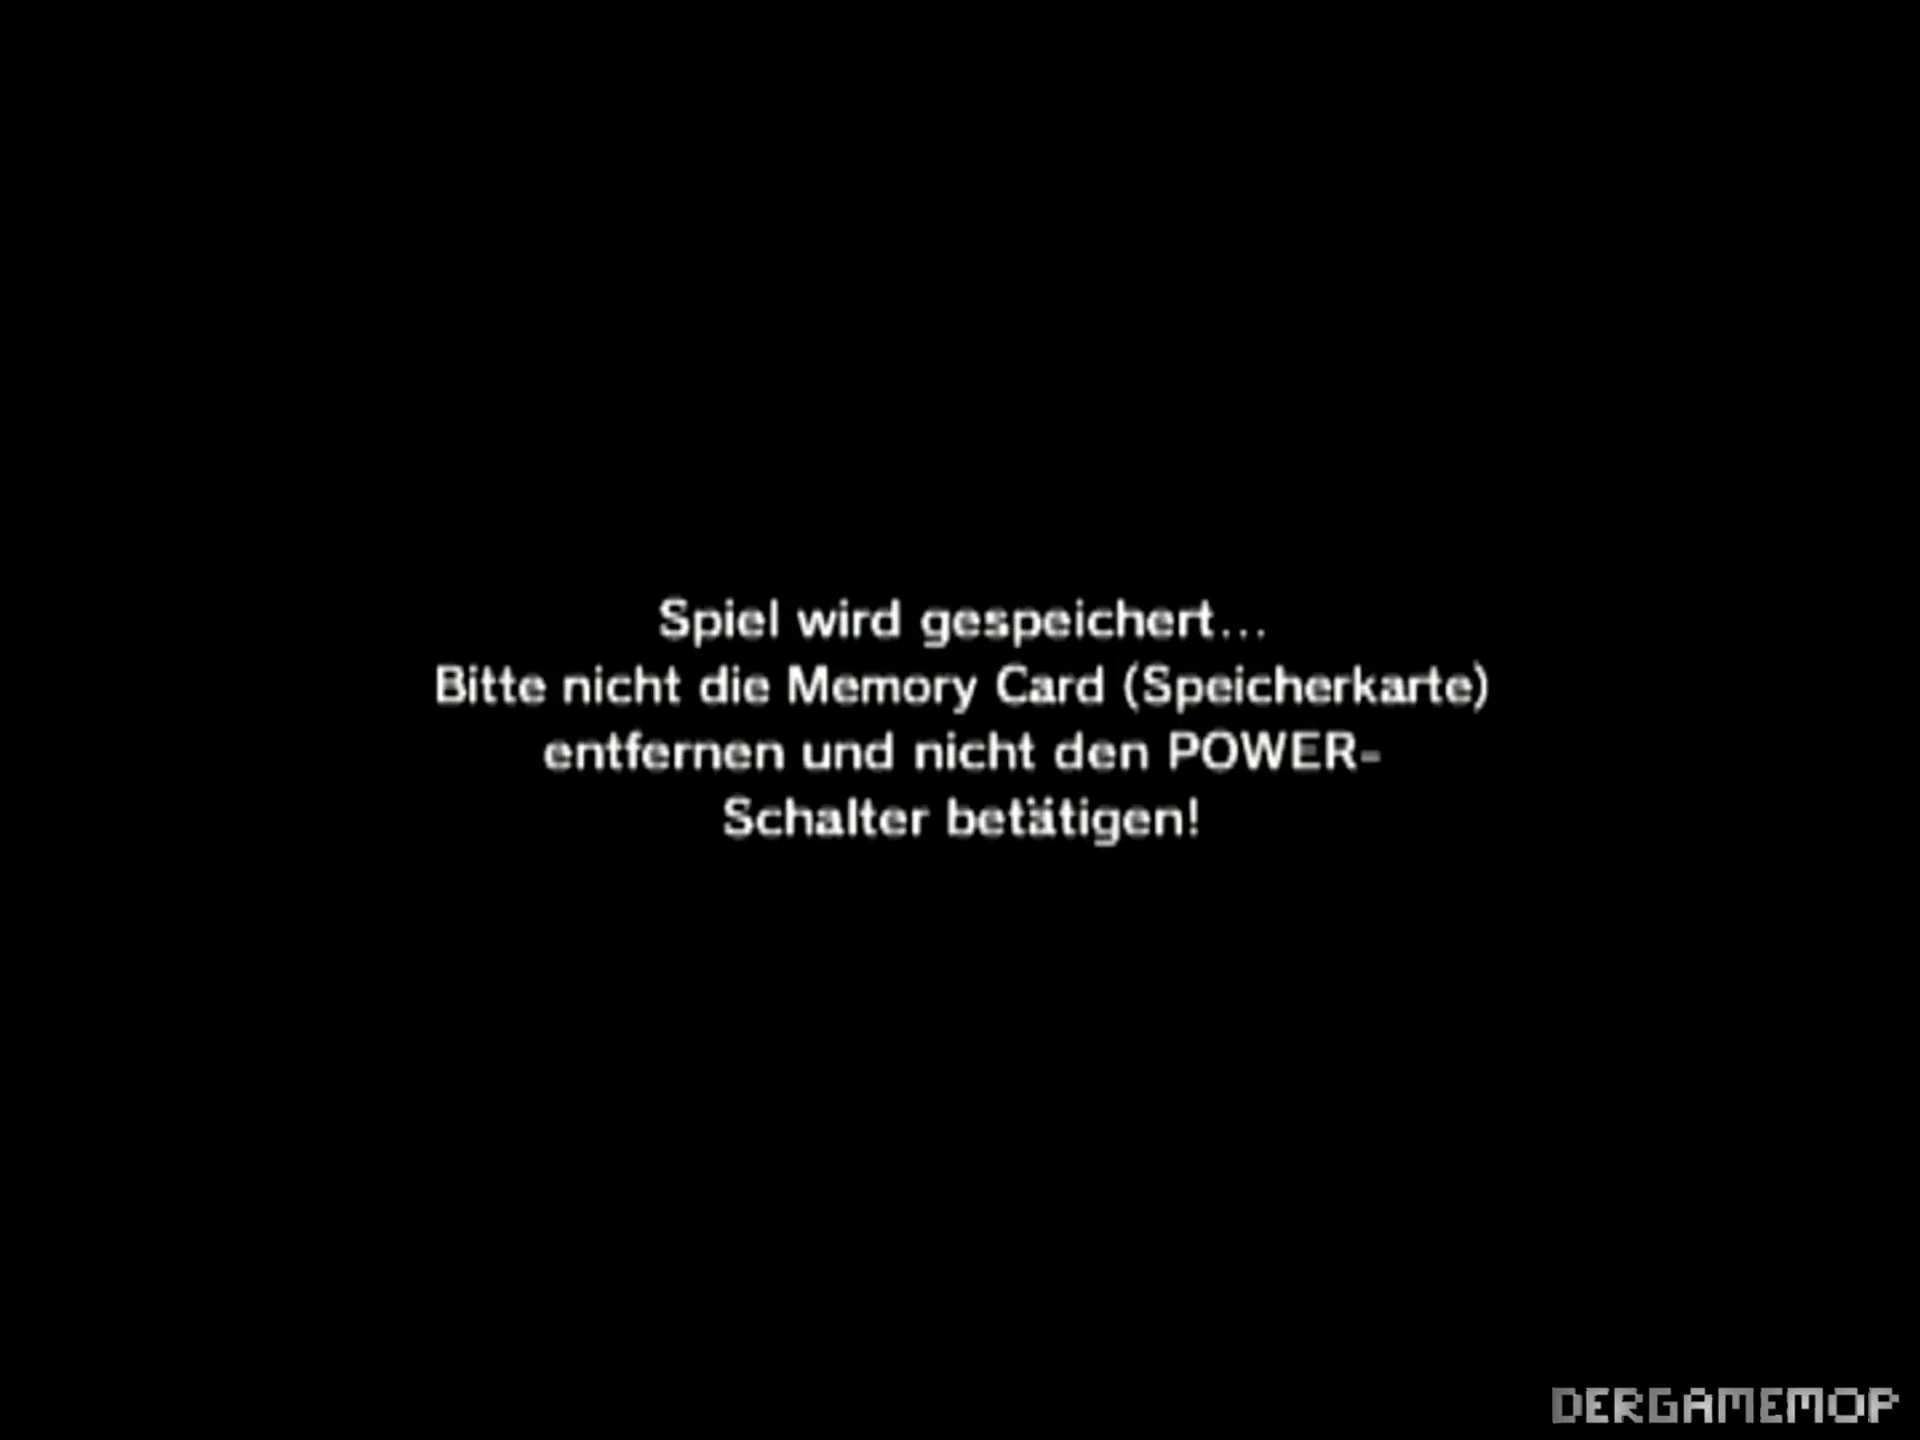 Spiel wird gespeichert...
Bitte nicht die Memory Card (Speicherkarte)
entfernen und nicht den POWER-
Schalter betätigen!
DERGAMEMOP